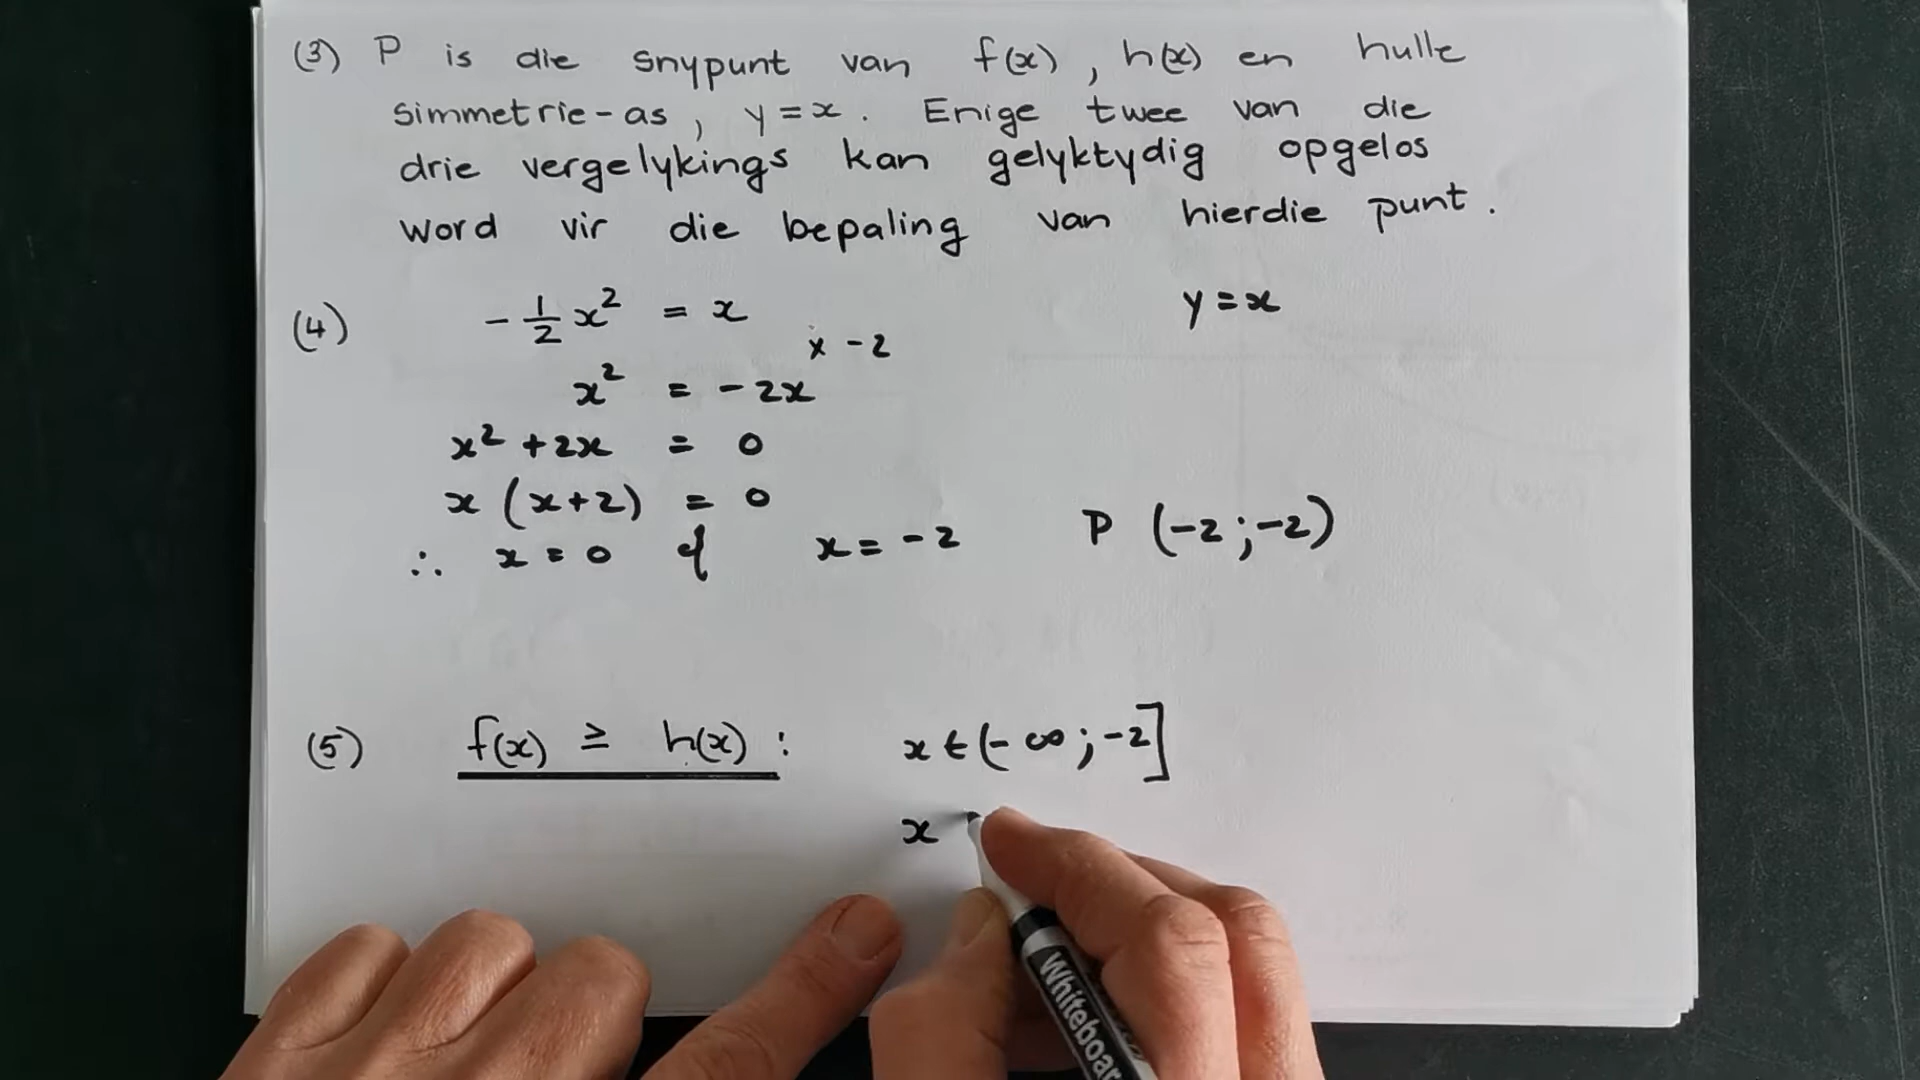 (3) P is die snypunt van f(x), h(x) en hulle
simmetrie-as, y = x. Enige twee van die
drie vergelykings kan gelyktydig opgelos
word vir die bepaling van hierdie punt.
(4) -½x² = x y = x
x - 2
x² = -2x
x² + 2x = 0
x (x+2) = 0
∴ x = 0 of x = -2 P (-2 ; -2)
(5) f(x) ≥ h(x) : x ∈ (-∞ ; -2]
x
Whiteboar